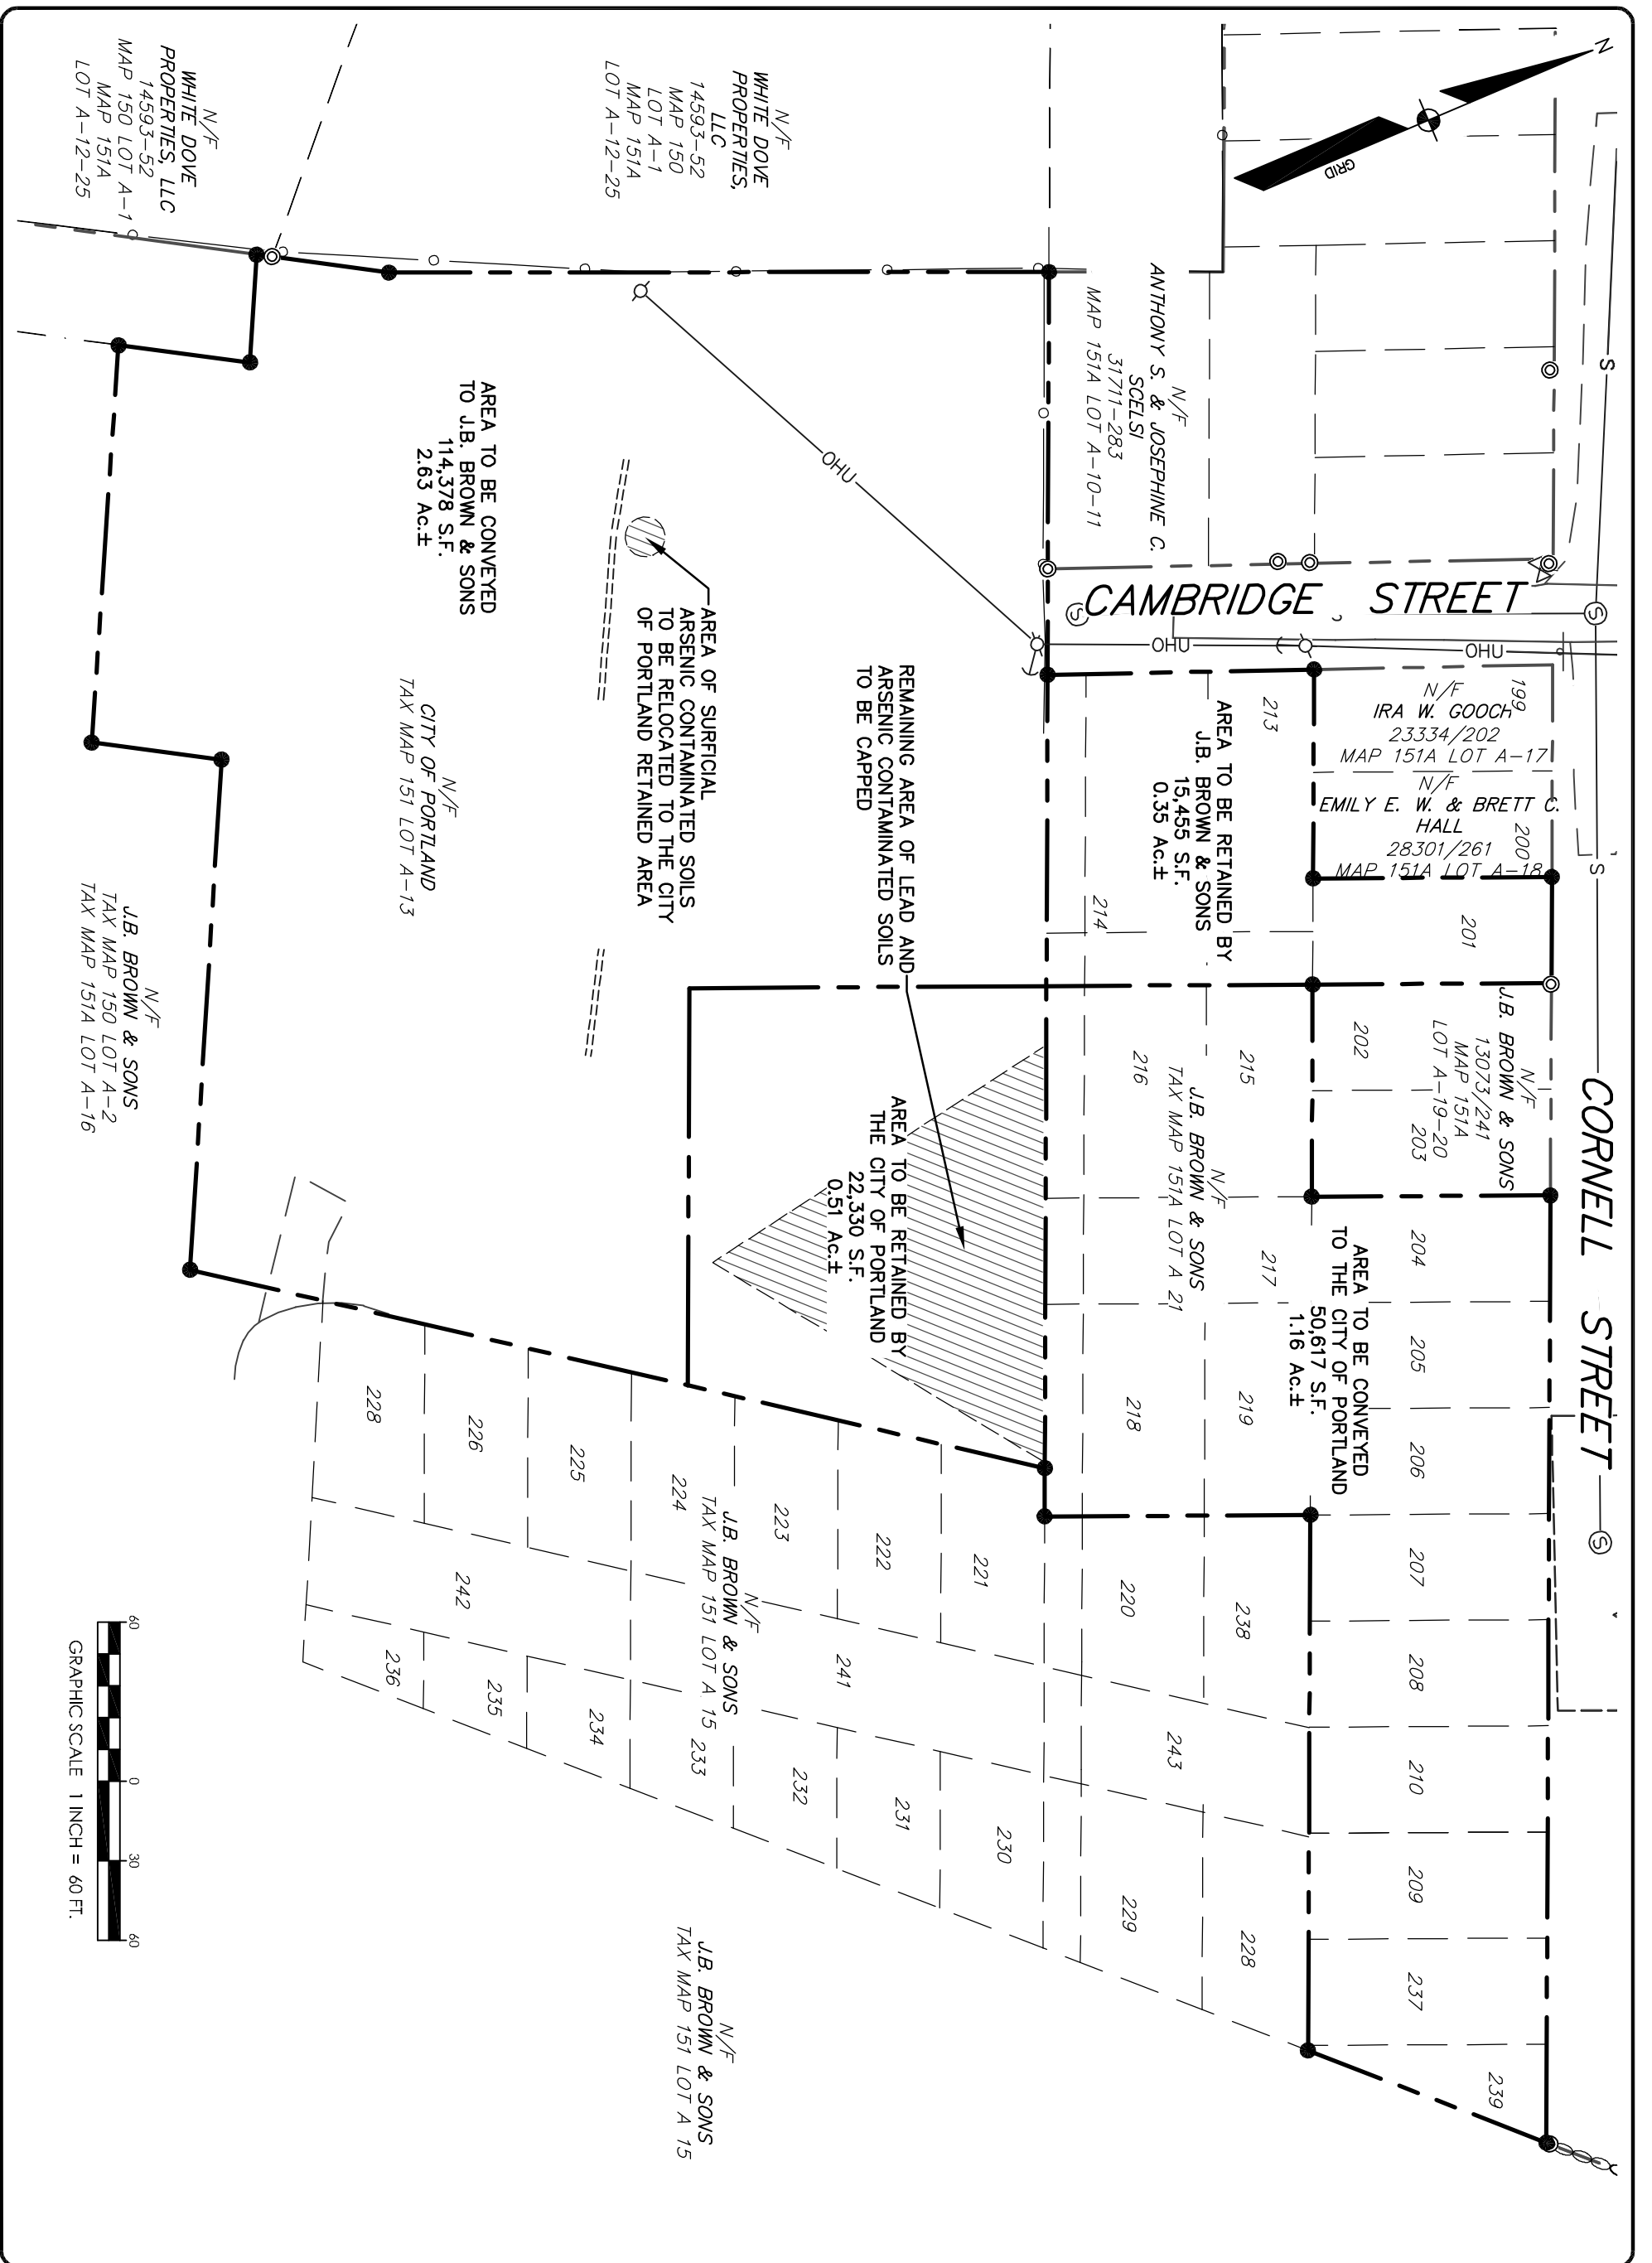 N
GRID
S
S
S
S
S
CAMBRIDGE STREET
CORNELL STREET
OHU
OHU
OHU
N/F
WHITE DOVE
PROPERTIES, LLC
14593-52
MAP 150 LOT A-1
MAP 151A
LOT A-12-25
N/F
WHITE DOVE
PROPERTIES,
LLC
14593-52
MAP 150
LOT A-1
MAP 151A
LOT A-12-25
N/F
ANTHONY S. & JOSEPHINE C.
SCELSI
31711-283
MAP 151A LOT A-10-11
199
N/F
IRA W. GOOCH
23334/202
MAP 151A LOT A-17
N/F
EMILY E. W. & BRETT C.
HALL
200
28301/261
MAP 151A LOT A-18
201
N/F
J.B. BROWN & SONS
13073/241
MAP 151A
LOT A-19-20
202
203
213
AREA TO BE RETAINED BY
J.B. BROWN & SONS
15,455 S.F.
0.35 Ac.±
214
215
216
N/F
J.B. BROWN & SONS
TAX MAP 151A LOT A 21
217
204
AREA TO BE CONVEYED
TO THE CITY OF PORTLAND
50,617 S.F.
1.16 Ac.±
205
206
207
208
210
209
237
239
219
218
238
220
243
229
228
REMAINING AREA OF LEAD AND
ARSENIC CONTAMINATED SOILS
TO BE CAPPED
AREA TO BE RETAINED BY
THE CITY OF PORTLAND
22,330 S.F.
0.51 Ac.±
AREA OF SURFICIAL
ARSENIC CONTAMINATED SOILS
TO BE RELOCATED TO THE CITY
OF PORTLAND RETAINED AREA
AREA TO BE CONVEYED
TO J.B. BROWN & SONS
114,378 S.F.
2.63 Ac.±
N/F
CITY OF PORTLAND
TAX MAP 151 LOT A-13
N/F
J.B. BROWN & SONS
TAX MAP 150 LOT A-2
TAX MAP 151A LOT A-16
221
222
223
224
225
226
228
N/F
J.B. BROWN & SONS
TAX MAP 151 LOT A 15
241
242
230
231
232
233
234
235
236
N/F
J.B. BROWN & SONS
TAX MAP 151 LOT A 15
60 0 30 60
GRAPHIC SCALE 1 INCH = 60 FT.